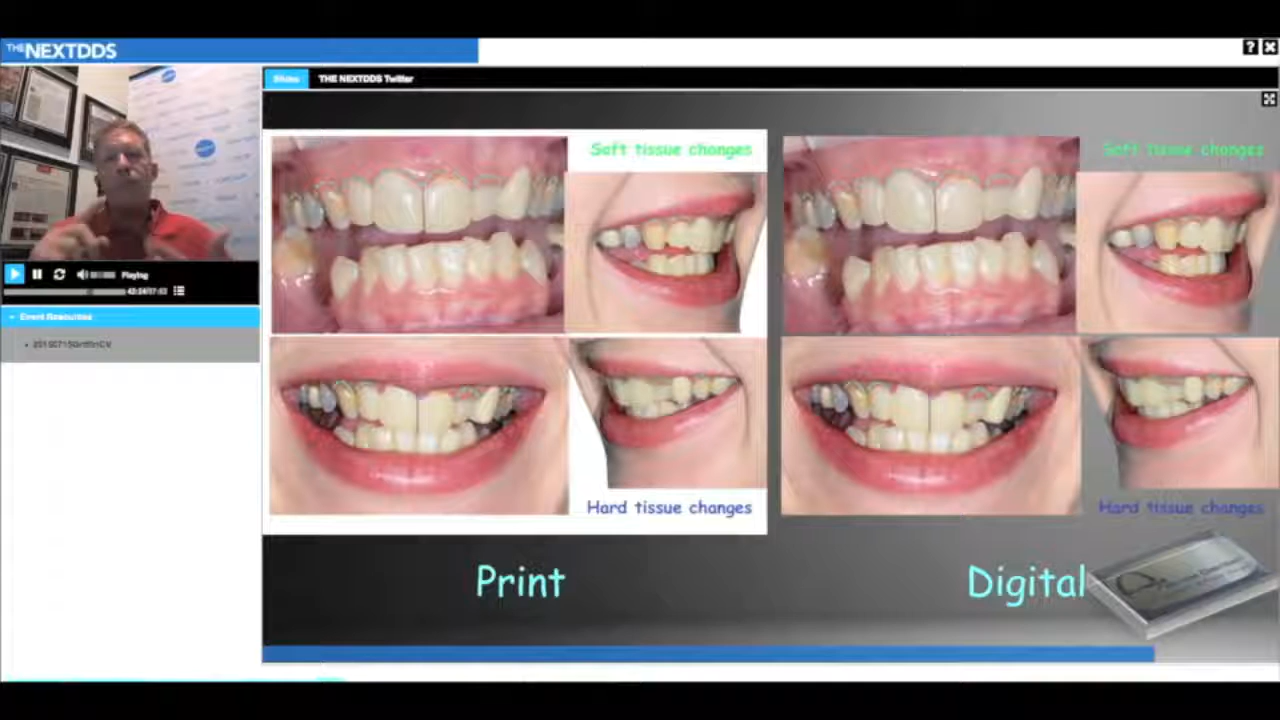 THE NEXTDDS
? ×
Slides THE NEXTDDS Twitter
Soft tissue changes
Soft tissue changes
Playing
Event Resources
Hard tissue changes
Hard tissue changes
Print
Digital